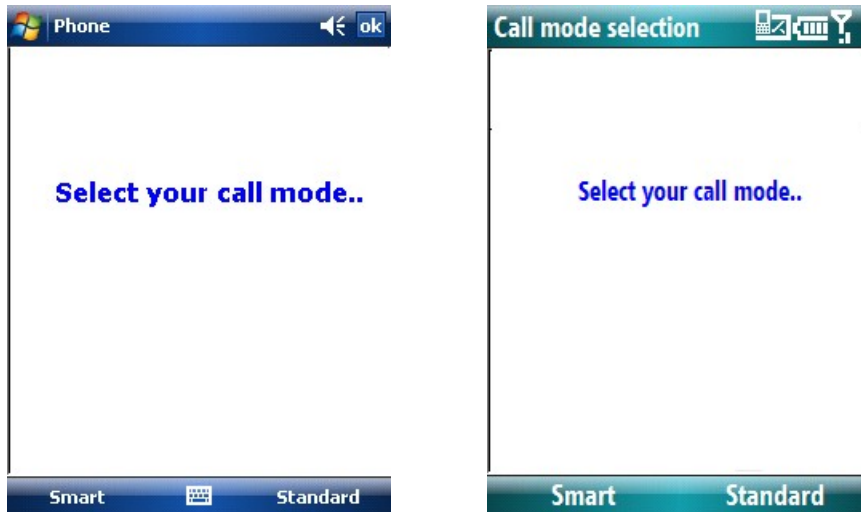 Phone ok
Select your call mode..
Smart Standard
Call mode selection
Select your call mode..
Smart Standard